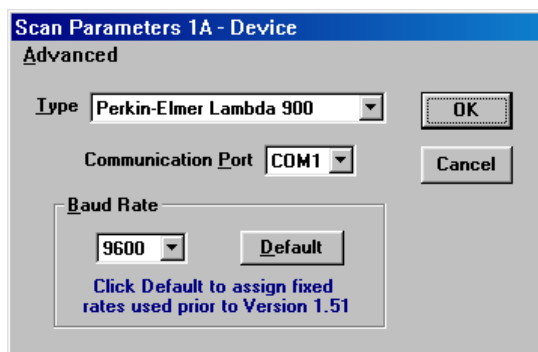 Scan Parameters 1A - Device
Advanced
Type Perkin-Elmer Lambda 900 OK
Communication Port COM1 Cancel
Baud Rate
9600 Default
Click Default to assign fixed
rates used prior to Version 1.51